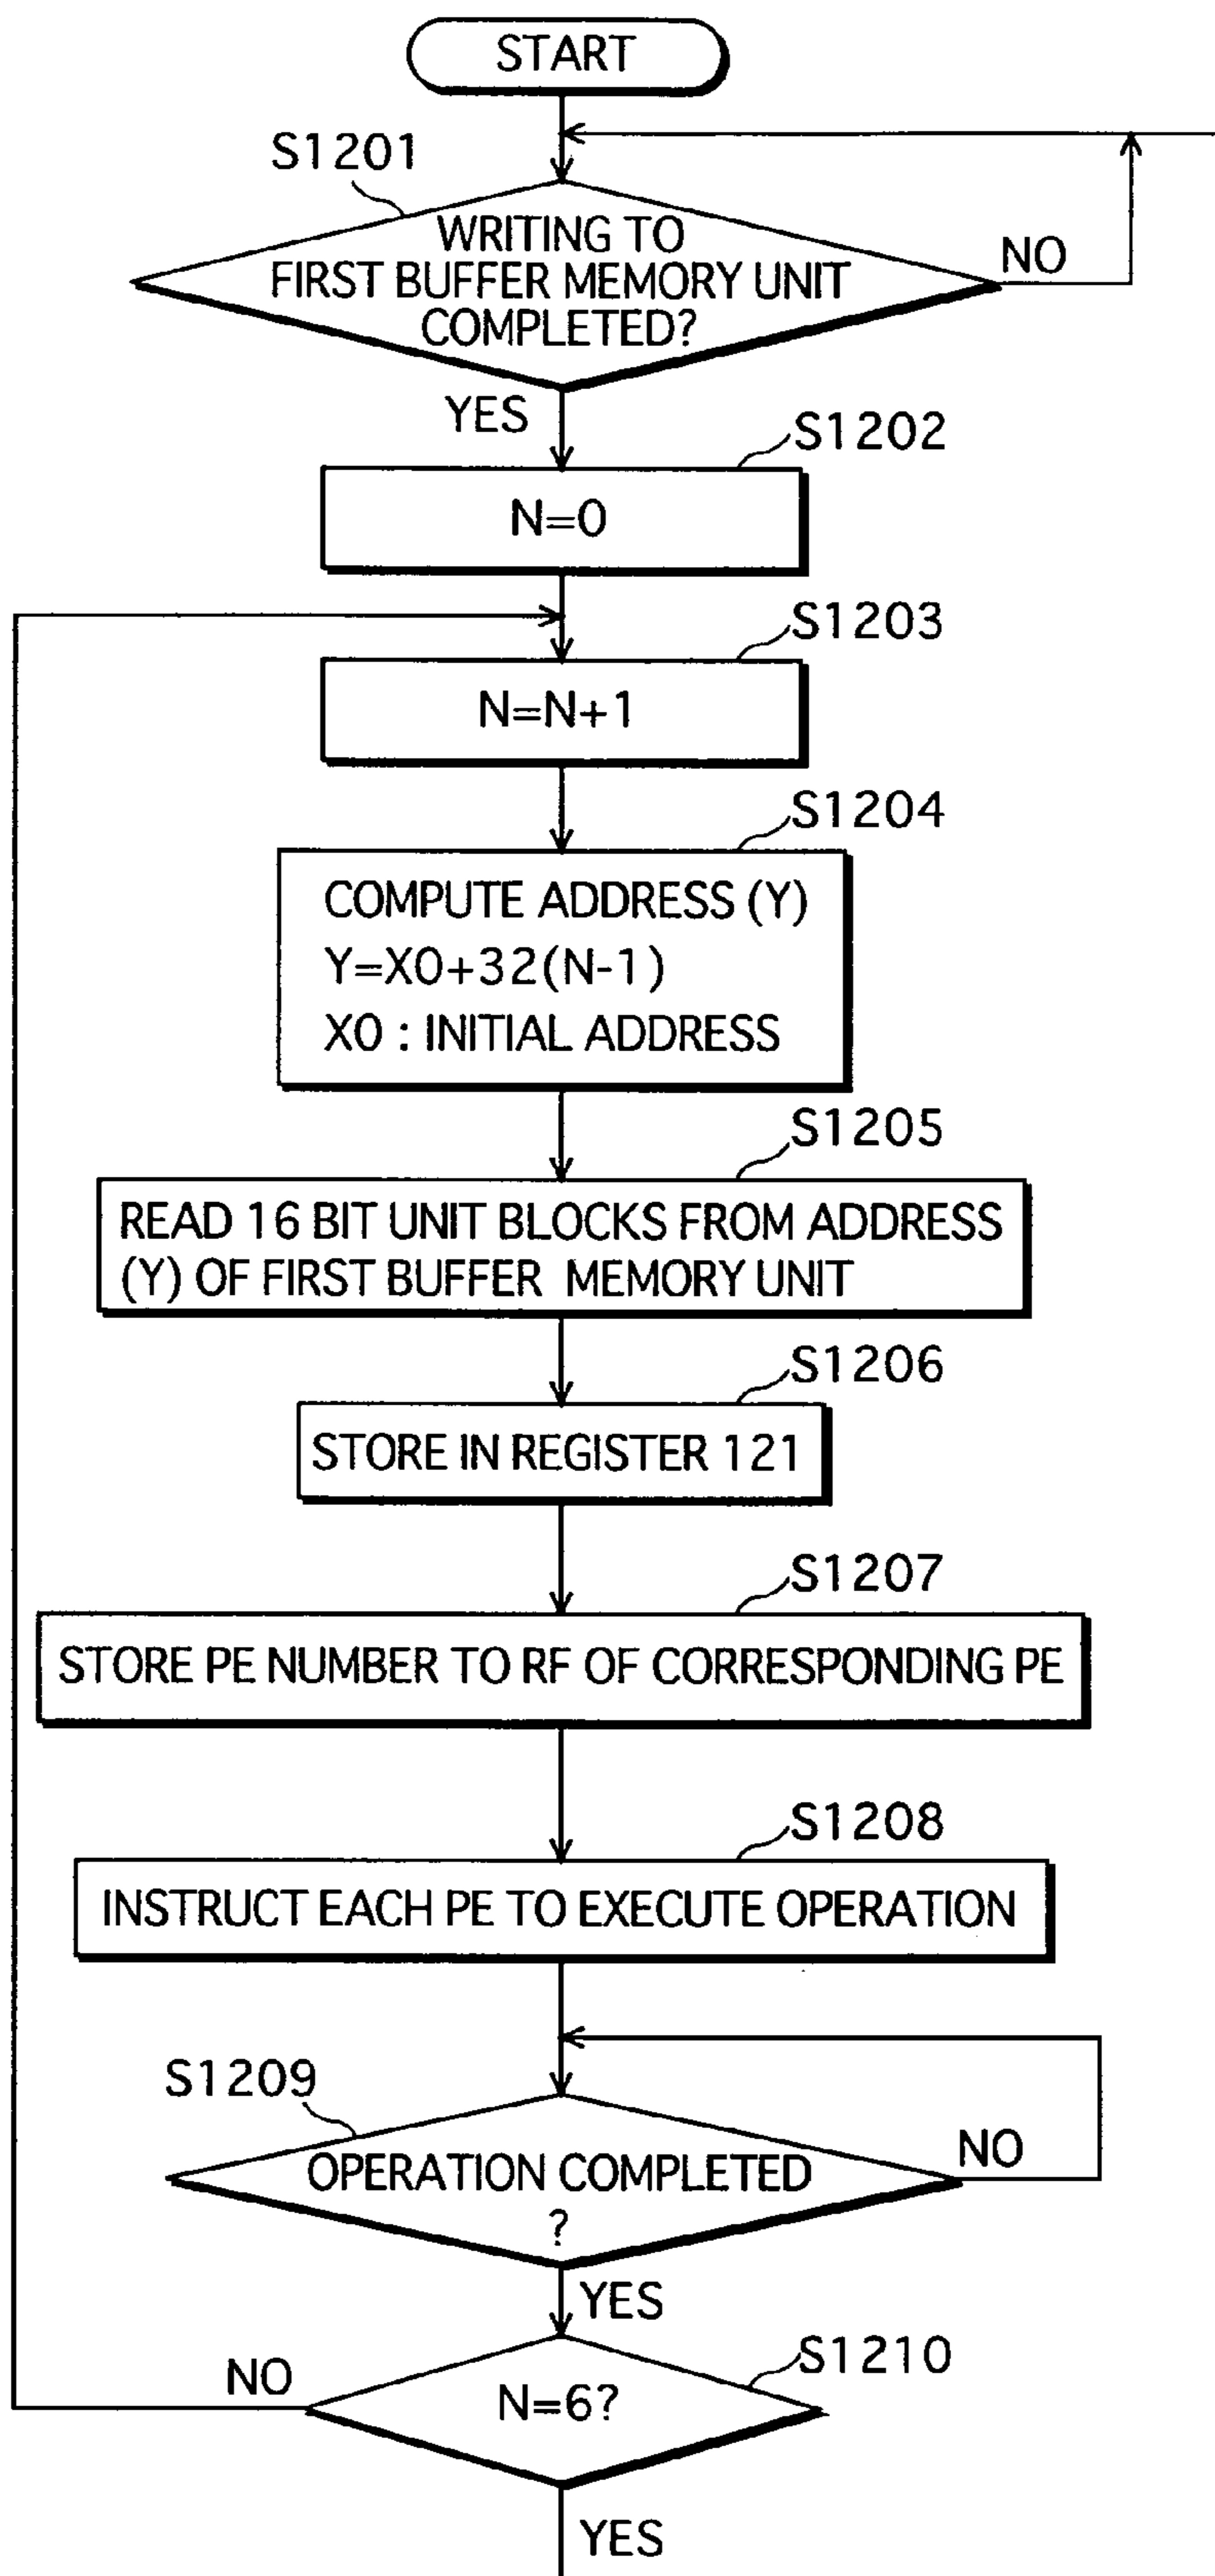 START
S1201
WRITING TO
FIRST BUFFER MEMORY UNIT
COMPLETED?
NO
YES
S1202
N=0
S1203
N=N+1
S1204
COMPUTE ADDRESS (Y)
Y=X0+32(N-1)
X0 : INITIAL ADDRESS
S1205
READ 16 BIT UNIT BLOCKS FROM ADDRESS
(Y) OF FIRST BUFFER MEMORY UNIT
S1206
STORE IN REGISTER 121
S1207
STORE PE NUMBER TO RF OF CORRESPONDING PE
S1208
INSTRUCT EACH PE TO EXECUTE OPERATION
S1209
OPERATION COMPLETED
?
NO
YES
S1210
N=6?
NO
YES